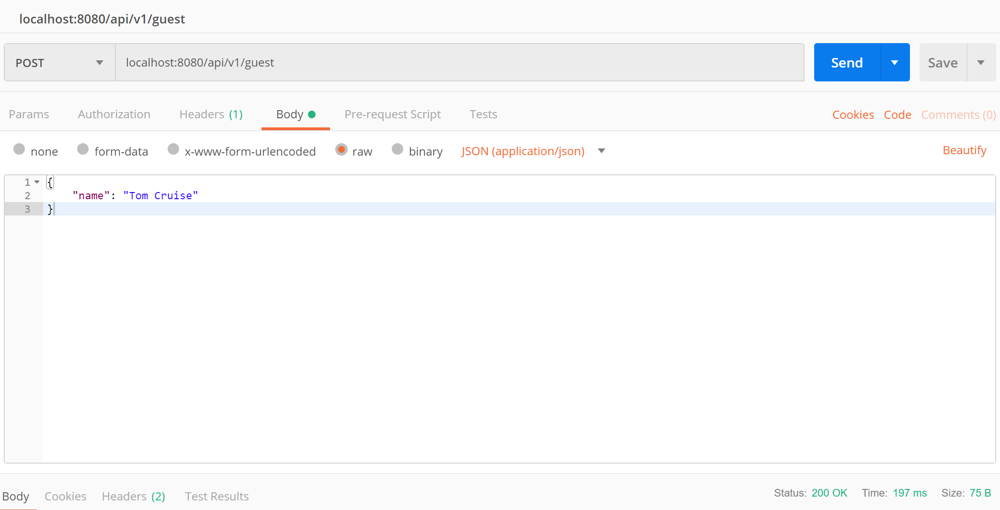 localhost:8080/api/v1/guest
POST localhost:8080/api/v1/guest Send Save
Params Authorization Headers (1) Body Pre-request Script Tests Cookies Code Comments (0)
none form-data x-www-form-urlencoded raw binary JSON (application/json) Beautify
1 {
2 "name": "Tom Cruise"
3 }
Body Cookies Headers (2) Test Results Status: 200 OK Time: 197 ms Size: 75 B